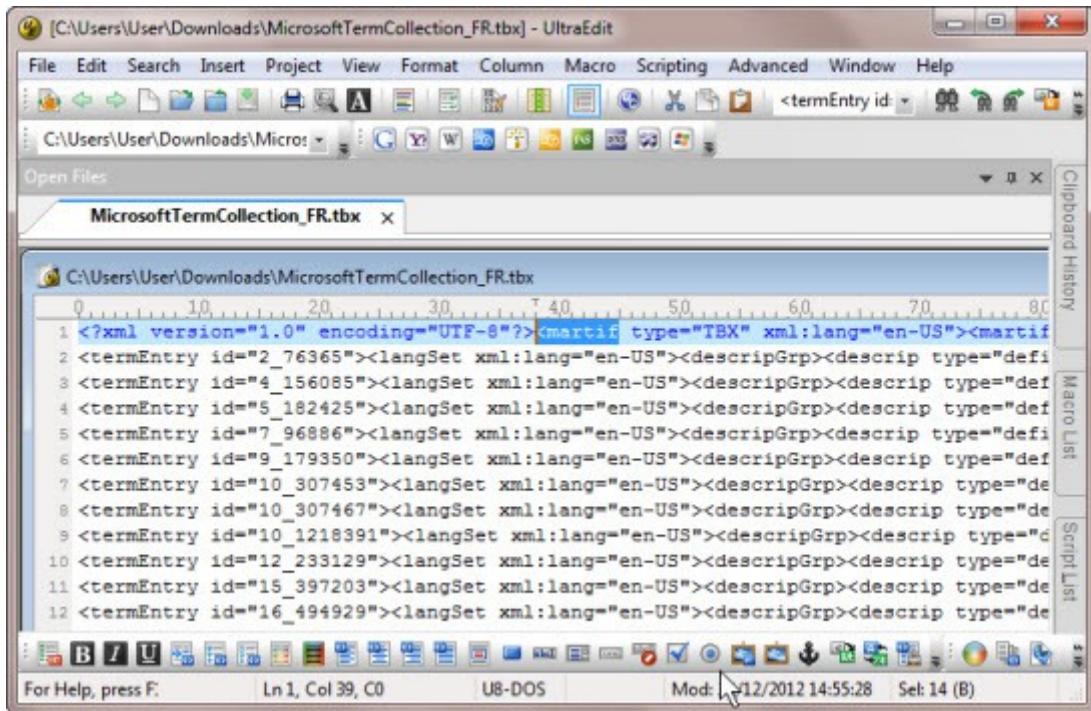 [C:\Users\User\Downloads\MicrosoftTermCollection_FR.tbx] - UltraEdit
File Edit Search Insert Project View Format Column Macro Scripting Advanced Window Help
<termEntry id:
C:\Users\User\Downloads\Micros
Open Files
MicrosoftTermCollection_FR.tbx
C:\Users\User\Downloads\MicrosoftTermCollection_FR.tbx
0 10 20 30 40 50 60 70 80
1 <?xml version="1.0" encoding="UTF-8"?><martif type="TBX" xml:lang="en-US"><martif
2 <termEntry id="2_76365"><langSet xml:lang="en-US"><descripGrp><descrip type="defi
3 <termEntry id="4_156085"><langSet xml:lang="en-US"><descripGrp><descrip type="def
4 <termEntry id="5_182425"><langSet xml:lang="en-US"><descripGrp><descrip type="def
5 <termEntry id="7_96886"><langSet xml:lang="en-US"><descripGrp><descrip type="defi
6 <termEntry id="9_179350"><langSet xml:lang="en-US"><descripGrp><descrip type="def
7 <termEntry id="10_307453"><langSet xml:lang="en-US"><descripGrp><descrip type="de
8 <termEntry id="10_307467"><langSet xml:lang="en-US"><descripGrp><descrip type="de
9 <termEntry id="10_1218391"><langSet xml:lang="en-US"><descripGrp><descrip type="d
10 <termEntry id="12_233129"><langSet xml:lang="en-US"><descripGrp><descrip type="de
11 <termEntry id="15_397203"><langSet xml:lang="en-US"><descripGrp><descrip type="de
12 <termEntry id="16_494929"><langSet xml:lang="en-US"><descripGrp><descrip type="de
Clipboard History
Macro List
Script List
B I U
For Help, press F. Ln 1, Col 39, C0 U8-DOS Mod: /12/2012 14:55:28 Sel: 14 (B)